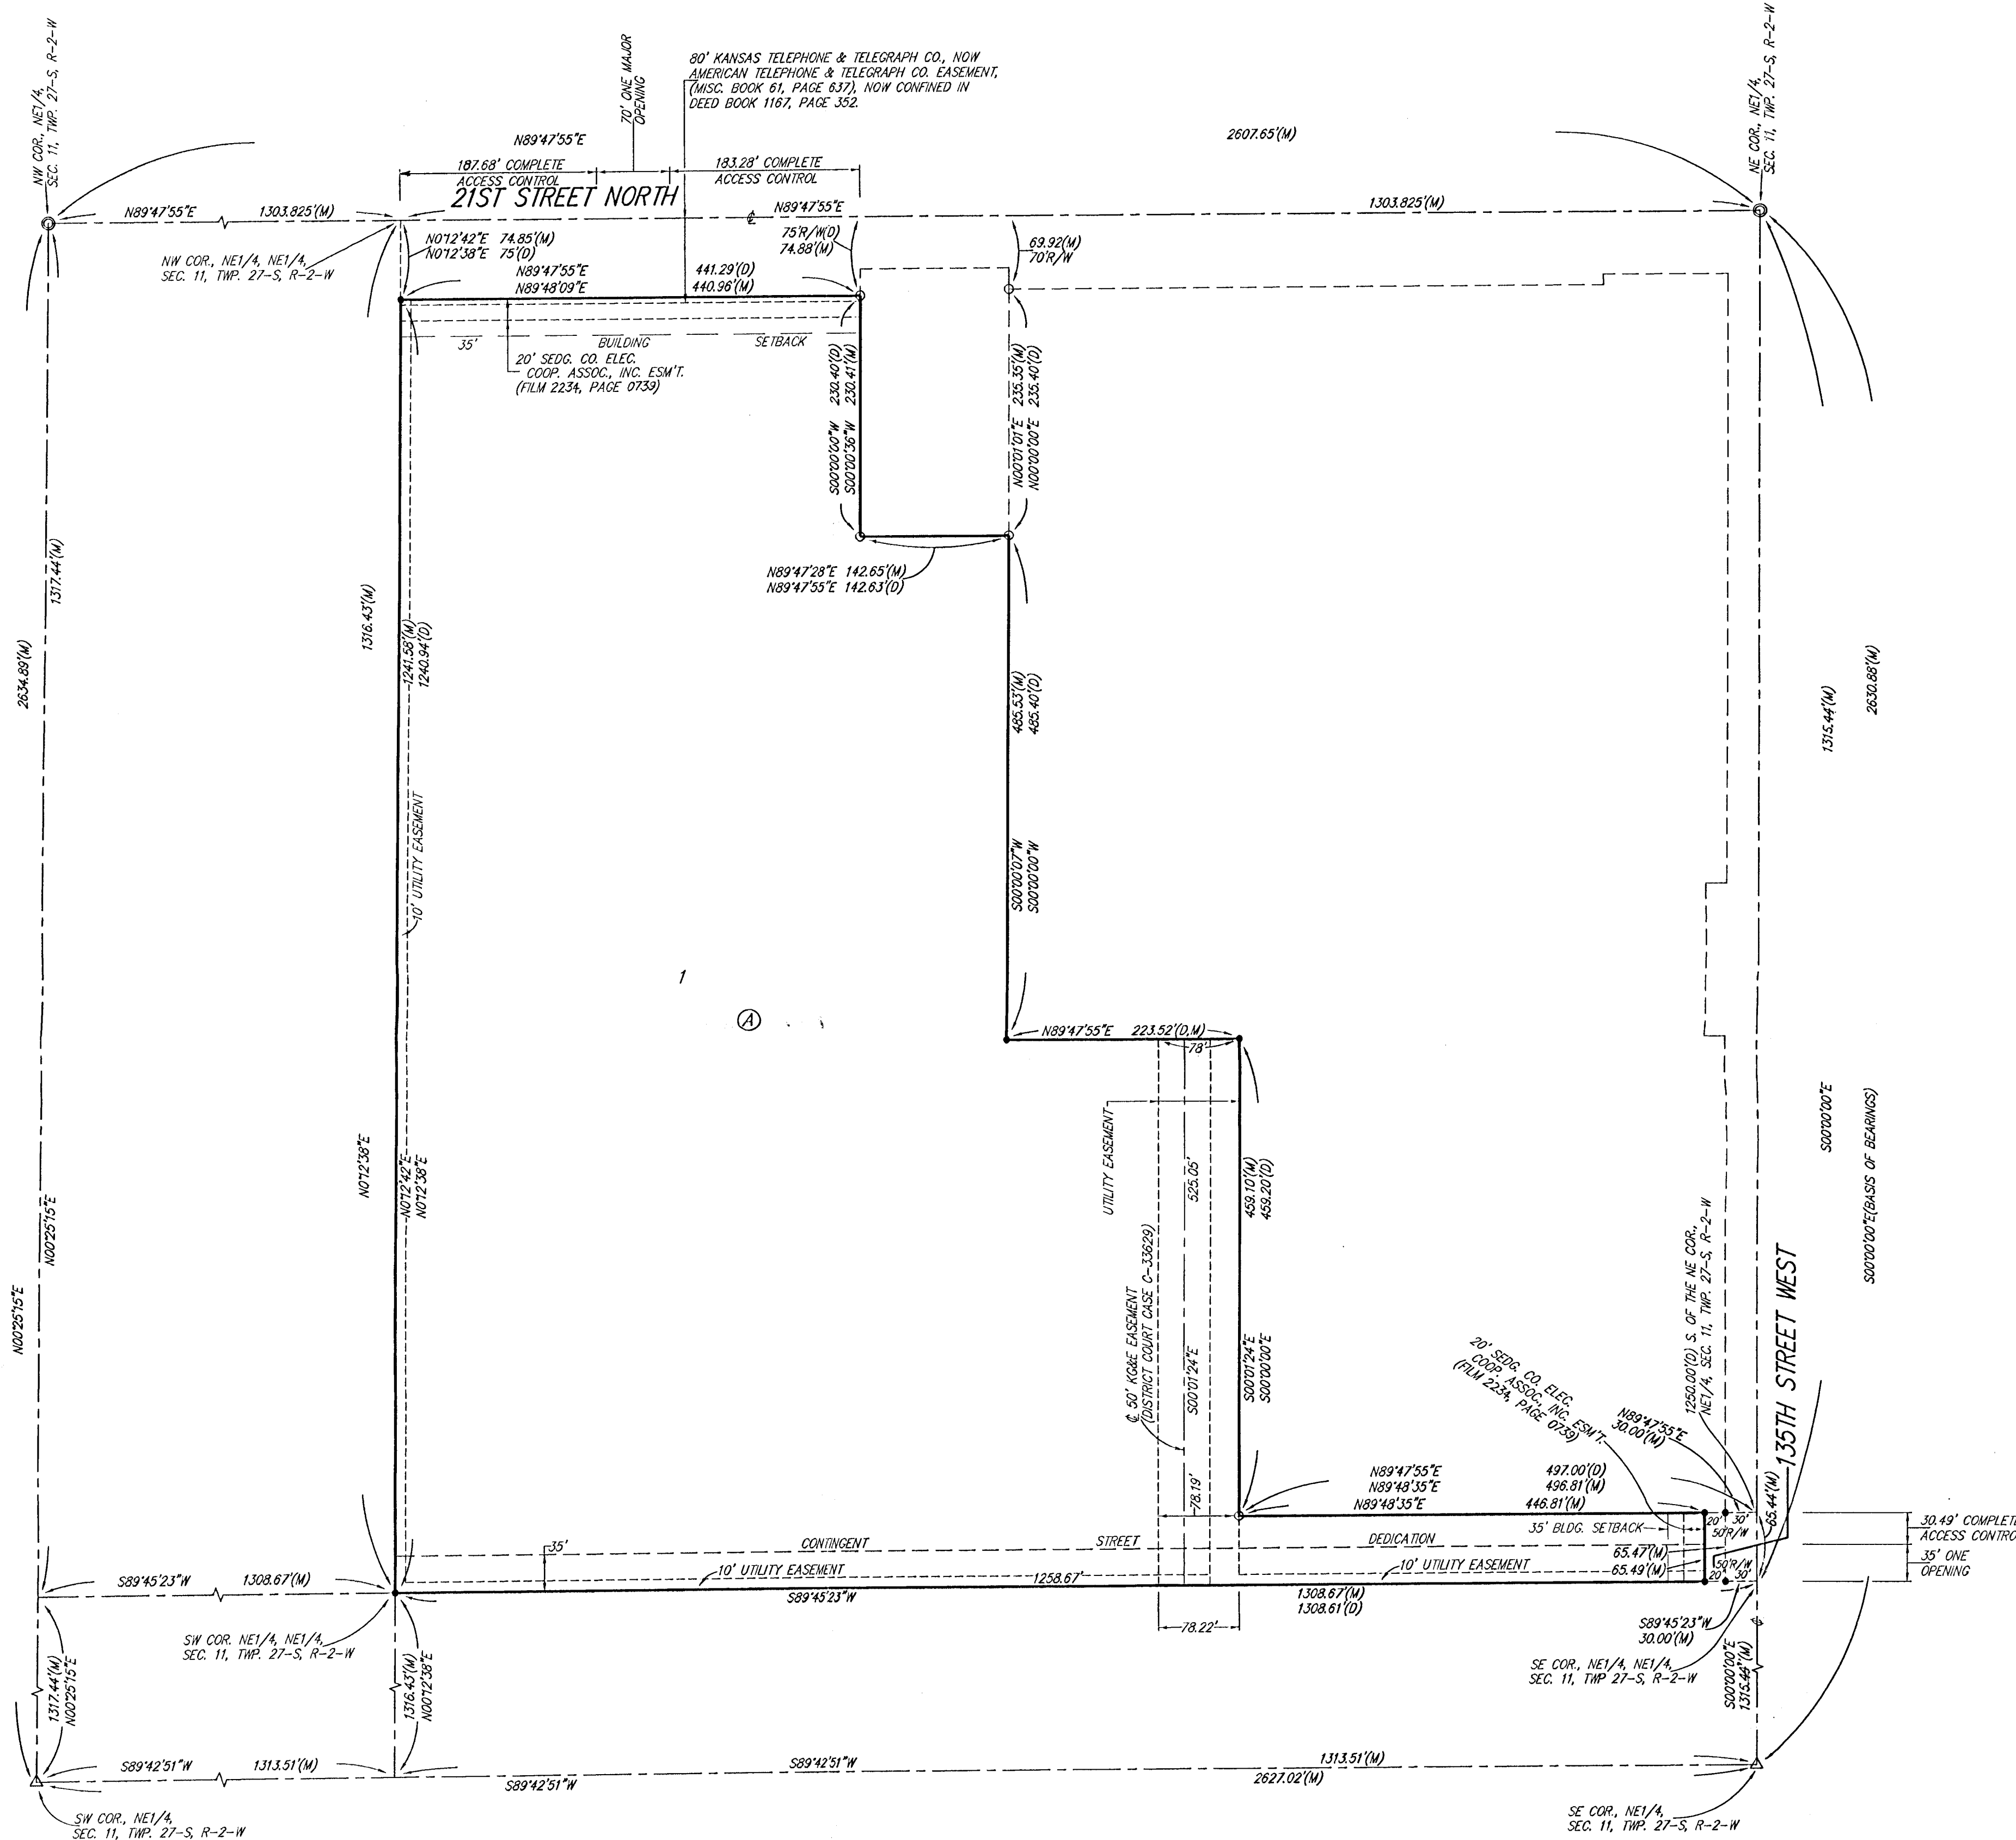 NW COR., NE1/4,
SEC. 11, TWP. 27-S, R-2-W
70' ONE MAJOR
OPENING
80' KANSAS TELEPHONE & TELEGRAPH CO., NOW
AMERICAN TELEPHONE & TELEGRAPH CO. EASEMENT,
(MISC. BOOK 61, PAGE 637), NOW CONFINED IN
DEED BOOK 1167, PAGE 352.
NE COR., NE1/4,
SEC. 11, TWP. 27-S, R-2-W
N89°47'55"E
2607.65'(M)
187.68' COMPLETE
ACCESS CONTROL
183.28' COMPLETE
ACCESS CONTROL
21ST STREET NORTH
N89°47'55"E 1303.825'(M)
N89°47'55"E
1303.825'(M)
NW COR, NE1/4, NE1/4,
SEC. 11, TWP. 27-S, R-2-W
N0°12'42"E 74.85'(M)
N0°12'38"E 75'(D)
75'R/W(D)
74.88'(M)
69.92(M)
70'R/W
N89°47'55"E 441.29'(D)
N89°48'09"E 440.96'(M)
35' BUILDING SETBACK
20' SEDG. CO. ELEC.
COOP. ASSOC., INC. ESM'T.
(FILM 2234, PAGE 0739)
S00°00'00"W 230.40'(D)
S00°00'36"W 230.41'(M)
N00°01'01"E 235.35'(M)
N00°00'00"E 235.40'(D)
N89°47'28"E 142.65'(M)
N89°47'55"E 142.63'(D)
2634.89'(M)
1317.44'(M)
1316.43'(M)
1241.58'(M)
1240.94'(D)
485.53'(M)
485.40'(D)
1315.44'(M)
2630.88'(M)
10' UTILITY EASEMENT
S00°00'07"W
S00°00'00"W
1
A
N89°47'55"E 223.52'(D,M)
78'
N00°25'15"E
N00°25'15"E
N0°12'38"E
N0°12'42"E
N0°12'38"E
UTILITY EASEMENT
525.05'
459.10'(M)
459.20'(D)
S00°00'00"E
S00°00'00"E(BASIS OF BEARINGS)
℄ 50' KG&E EASEMENT
(DISTRICT COURT CASE C-33629)
S00°01'24"E
S00°01'24"E
S00°00'00"E
1250.00'(D) S. OF THE NE COR.,
NE1/4, SEC. 11, TWP. 27-S, R-2-W
135TH STREET WEST
20' SEDG. CO. ELEC.
COOP. ASSOC., INC. ESM'T.
(FILM 2234, PAGE 0739)
N89°47'55"E
30.00'(M)
N89°47'55"E 497.00'(D)
N89°48'35"E 496.81'(M)
N89°48'35"E 446.81'(M)
78.19'
65.44'(M)
20' 30'
50'R/W
30.49' COMPLETE
ACCESS CONTRO
35' ONE
OPENING
35' CONTINGENT STREET DEDICATION
35' BLDG. SETBACK
65.47'(M)
65.49'(M)
50'R/W
20' 30'
10' UTILITY EASEMENT
10' UTILITY EASEMENT
S89°45'23"W 1308.67'(M)
1258.67'
S89°45'23"W
1308.67'(M)
1308.61'(D)
78.22'
S89°45'23"W
30.00'(M)
SW COR. NE1/4, NE1/4,
SEC. 11, TWP. 27-S, R-2-W
SE COR., NE1/4, NE1/4,
SEC. 11, TWP 27-S, R-2-W
1317.44'(M)
N00°25'15"E
1316.43'(M)
N00°12'38"E
S00°00'00"E
1315.44'(M)
S89°42'51"W 1313.51'(M)
S89°42'51"W
1313.51'(M)
S89°42'51"W
2627.02'(M)
SW COR., NE1/4,
SEC. 11, TWP. 27-S, R-2-W
SE COR., NE1/4,
SEC. 11, TWP. 27-S, R-2-W